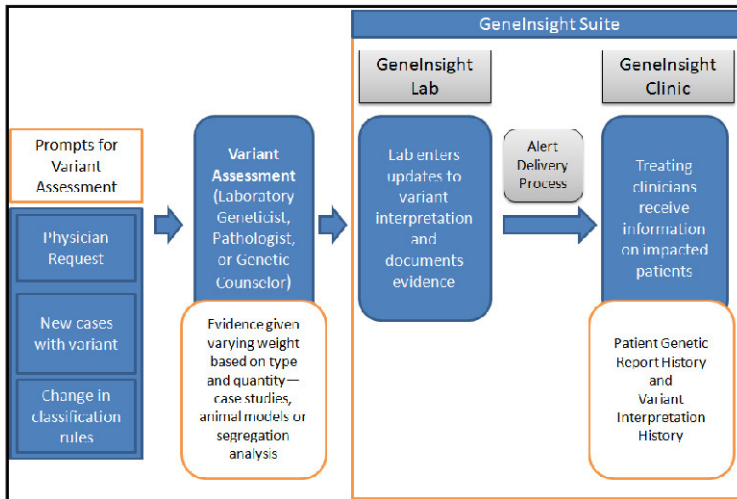 GeneInsight Suite
GeneInsight
Lab
GeneInsight
Clinic
Prompts for
Variant
Assessment
Physician
Request
New cases
with variant
Change in
classification
rules
Variant
Assessment
(Laboratory
Geneticist,
Pathologist,
or Genetic
Counselor)
Evidence given
varying weight
based on type
and quantity—
case studies,
animal models or
segregation
analysis
Lab enters
updates to
variant
interpretation
and
documents
evidence
Alert
Delivery
Process
Treating
clinicians
receive
information
on impacted
patients
Patient Genetic
Report History
and
Variant
Interpretation
History